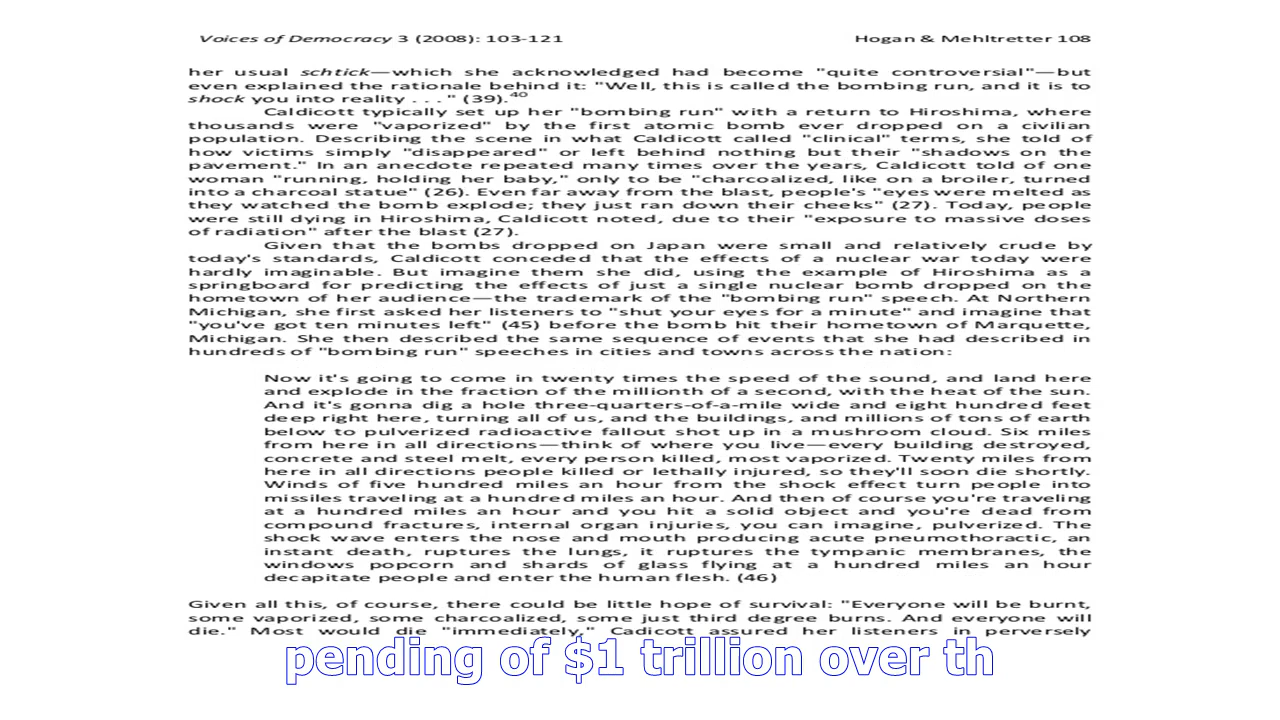 Voices of Democracy 3 (2008): 103-121 Hogan & Mehltretter 108
her usual schtick—which she acknowledged had become "quite controversial"—but
even explained the rationale behind it: "Well, this is called the bombing run, and it is to
shock you into reality . . . " (39).40
Caldicott typically set up her "bombing run" with a return to Hiroshima, where
thousands were "vaporized" by the first atomic bomb ever dropped on a civilian
population. Describing the scene in what Caldicott called "clinical" terms, she told of
how victims simply "disappeared" or left behind nothing but their "shadows on the
pavement." In an anecdote repeated many times over the years, Caldicott told of one
woman "running, holding her baby," only to be "charcoalized, like on a broiler, turned
into a charcoal statue" (26). Even far away from the blast, people's "eyes were melted as
they watched the bomb explode; they just ran down their cheeks" (27). Today, people
were still dying in Hiroshima, Caldicott noted, due to their "exposure to massive doses
of radiation" after the blast (27).
Given that the bombs dropped on Japan were small and relatively crude by
today's standards, Caldicott conceded that the effects of a nuclear war today were
hardly imaginable. But imagine them she did, using the example of Hiroshima as a
springboard for predicting the effects of just a single nuclear bomb dropped on the
hometown of her audience—the trademark of the "bombing run" speech. At Northern
Michigan, she first asked her listeners to "shut your eyes for a minute" and imagine that
"you've got ten minutes left" (45) before the bomb hit their hometown of Marquette,
Michigan. She then described the same sequence of events that she had described in
hundreds of "bombing run" speeches in cities and towns across the nation:
Now it's going to come in twenty times the speed of the sound, and land here
and explode in the fraction of the millionth of a second, with the heat of the sun.
And it's gonna dig a hole three-quarters-of-a-mile wide and eight hundred feet
deep right here, turning all of us, and the buildings, and millions of tons of earth
below to pulverized radioactive fallout shot up in a mushroom cloud. Six miles
from here in all directions—think of where you live—every building destroyed,
concrete and steel melt, every person killed, most vaporized. Twenty miles from
here in all directions people killed or lethally injured, so they'll soon die shortly.
Winds of five hundred miles an hour from the shock effect turn people into
missiles traveling at a hundred miles an hour. And then of course you're traveling
at a hundred miles an hour and you hit a solid object and you're dead from
compound fractures, internal organ injuries, you can imagine, pulverized. The
shock wave enters the nose and mouth producing acute pneumothoractic, an
instant death, ruptures the lungs, it ruptures the tympanic membranes, the
windows popcorn and shards of glass flying at a hundred miles an hour
decapitate people and enter the human flesh. (46)
Given all this, of course, there could be little hope of survival: "Everyone will be burnt,
some vaporized, some charcoalized, some just third degree burns. And everyone will
die." Most would die "immediately," Cadicott assured her listeners in perversely
pending of $1 trillion over th